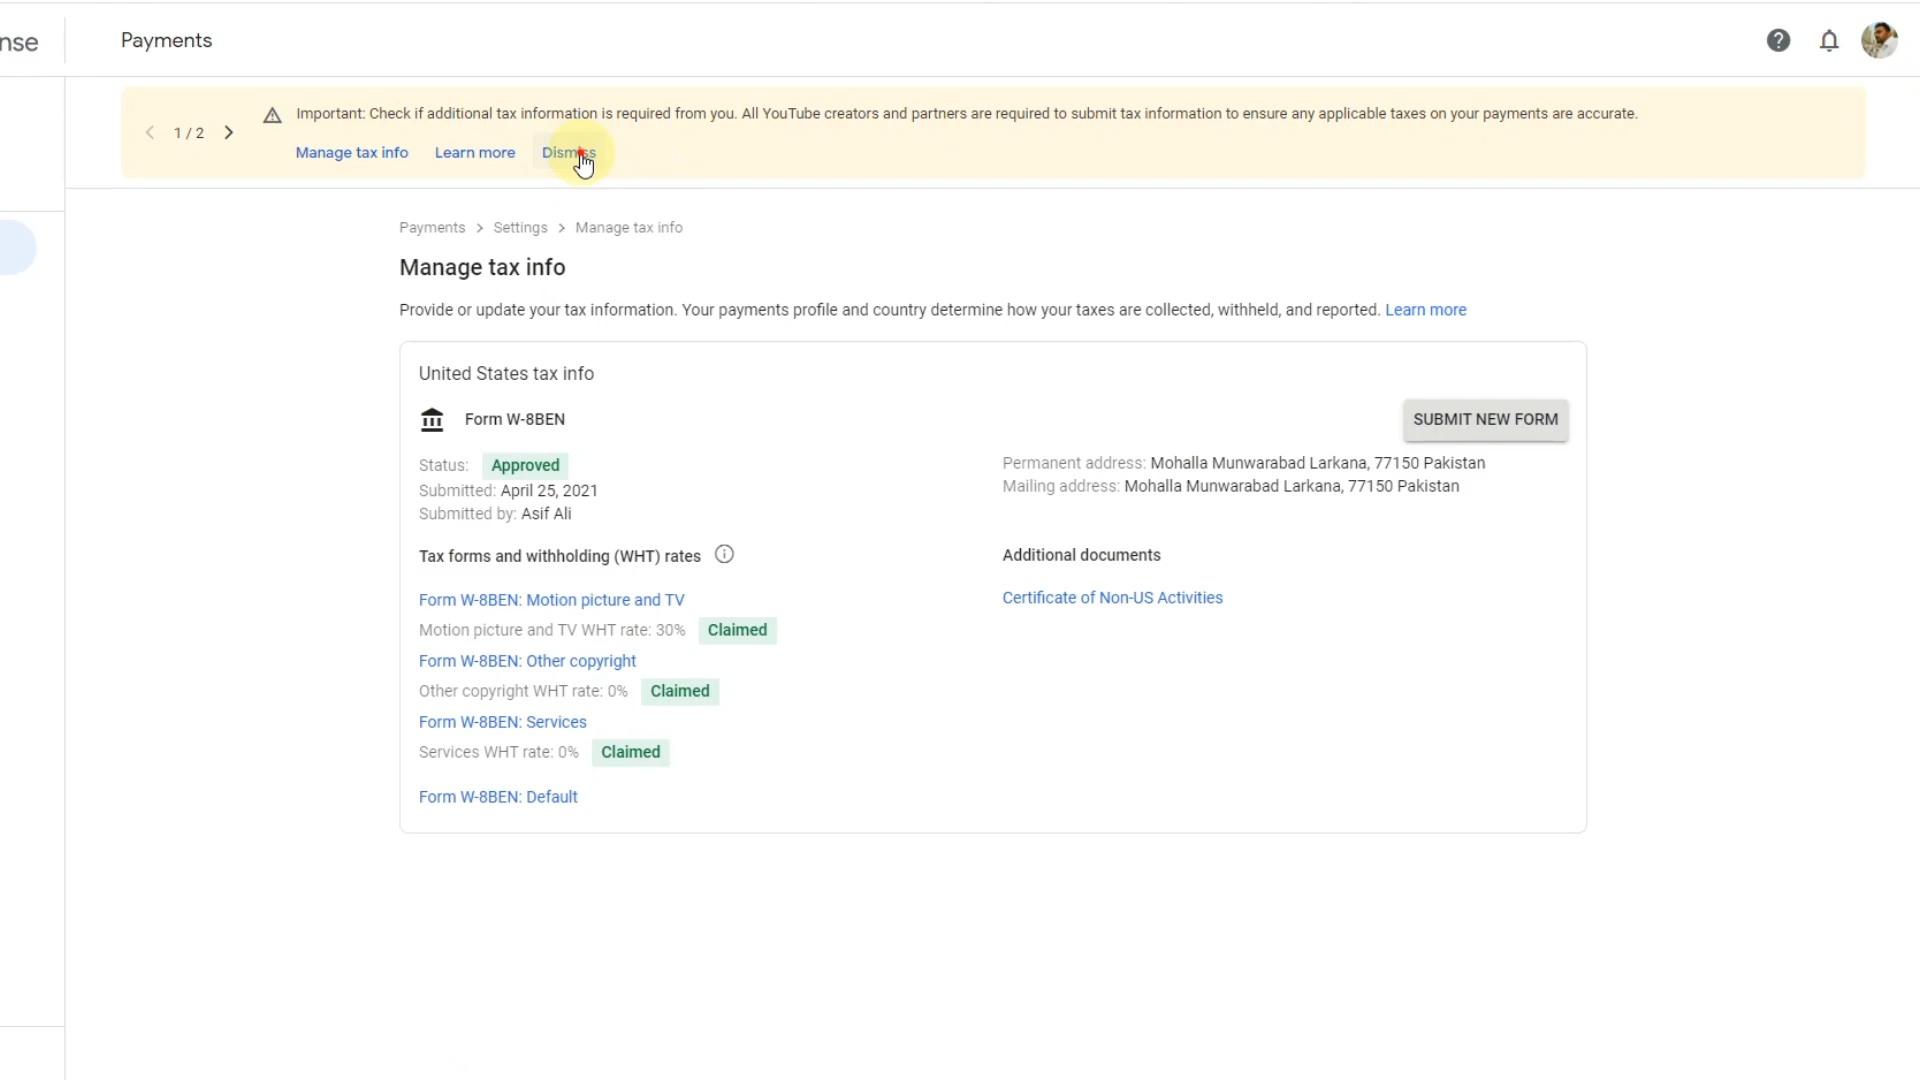 nse
Payments
1 / 2
Important: Check if additional tax information is required from you. All YouTube creators and partners are required to submit tax information to ensure any applicable taxes on your payments are accurate.
Manage tax info Learn more Dismiss
Payments > Settings > Manage tax info
Manage tax info
Provide or update your tax information. Your payments profile and country determine how your taxes are collected, withheld, and reported. Learn more
United States tax info
Form W-8BEN
SUBMIT NEW FORM
Status: Approved
Submitted: April 25, 2021
Submitted by: Asif Ali
Permanent address: Mohalla Munwarabad Larkana, 77150 Pakistan
Mailing address: Mohalla Munwarabad Larkana, 77150 Pakistan
Tax forms and withholding (WHT) rates
Form W-8BEN: Motion picture and TV
Motion picture and TV WHT rate: 30% Claimed
Form W-8BEN: Other copyright
Other copyright WHT rate: 0% Claimed
Form W-8BEN: Services
Services WHT rate: 0% Claimed
Form W-8BEN: Default
Additional documents
Certificate of Non-US Activities